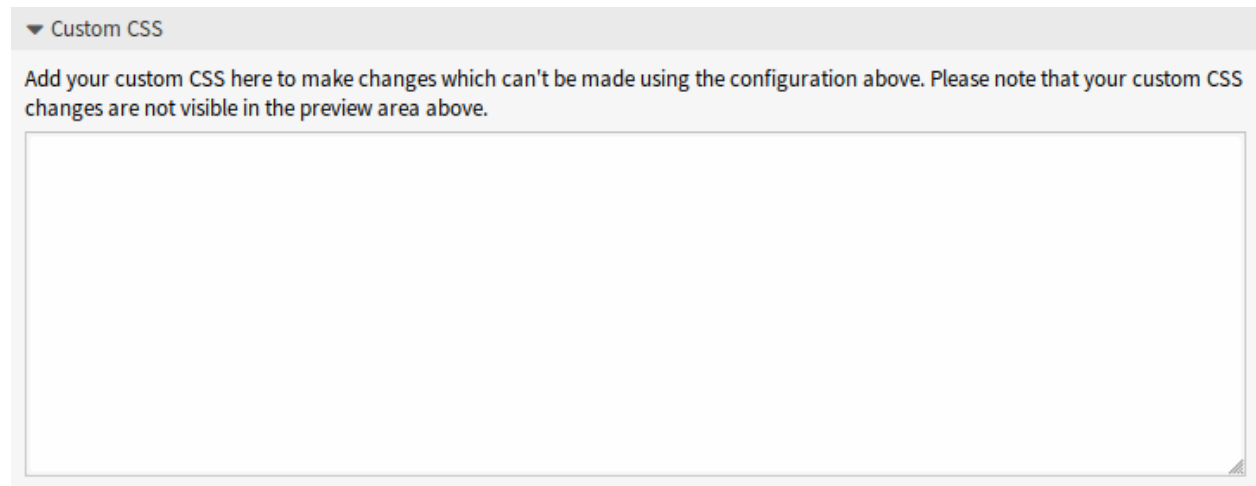 Custom CSS
Add your custom CSS here to make changes which can't be made using the configuration above. Please note that your custom CSS
changes are not visible in the preview area above.